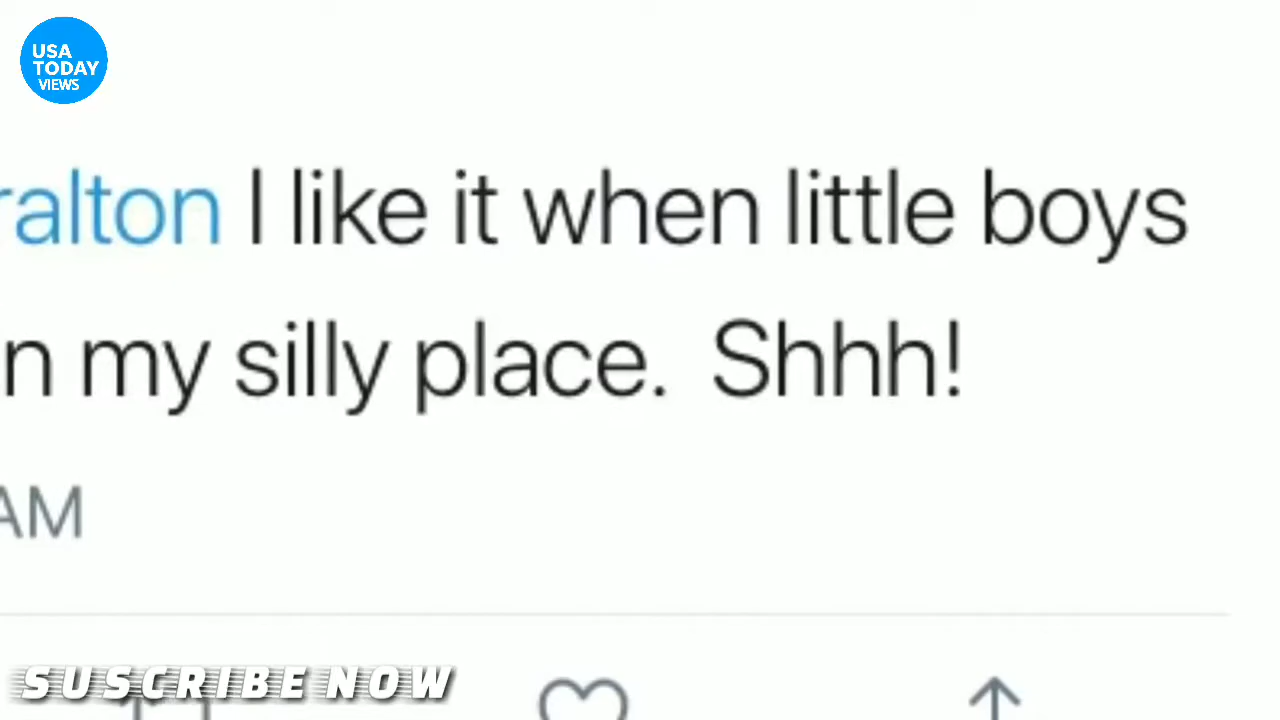 USA
TODAY
VIEWS
ralton I like it when little boys
n my silly place. Shhh!
AM
SUSCRIBE NOW